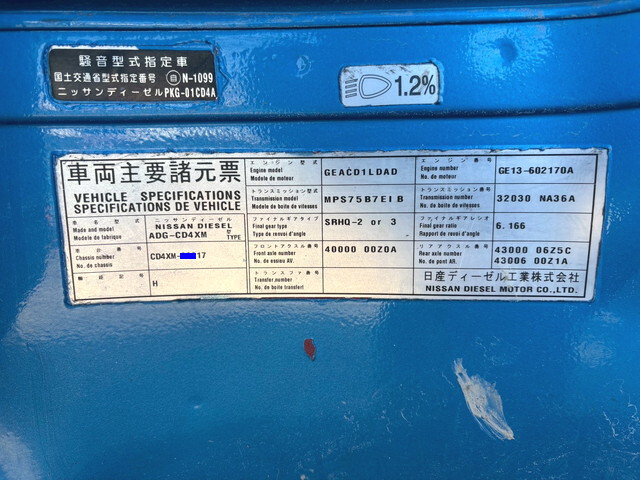 騒音型式指定車
国土交通省型式指定番号 音 N-1099
ニッサンディーゼル PKG-01CD4A
1.2%
車両主要諸元票
VEHICLE SPECIFICATIONS
SPECIFICATIONS DE VEHICLE
車名型式 ニッサンディーゼル
Made and model NISSAN DIESEL 型
Modele de fabrique ADG-CD4XM TYPE
車台番号
Chassis number CD4XM- 17
No. de chassis
H
エンジン型式
Engine model GEACD1LDAD
Modele de moteur
トランスミッション型式
Transmission model MPS75B7EIB
Modele de boite de vitesses
ファイナルギアタイプ
Final gear type SRHQ-2 or 3
Type de renvoi d'angle
フロントアクスル番号
Front axle number 40000 00Z0A
No. de essieu AV.
トランスファ番号
Transfer number
No. de boite transfert
エンジン番号
Engine number GE13-602170A
No. de moteur
トランスミッション番号
Transmission number 32030 NA36A
No. de boite de vitesses
ファイナルギアレシオ
Final gear ratio 6.166
Rapport de renvoi d'angle
リアアクスル番号 43000 06Z5C
Rear axle number 43006 00Z1A
No. de post AR.
日産ディーゼル工業株式会社
NISSAN DIESEL MOTOR CO.,LTD.